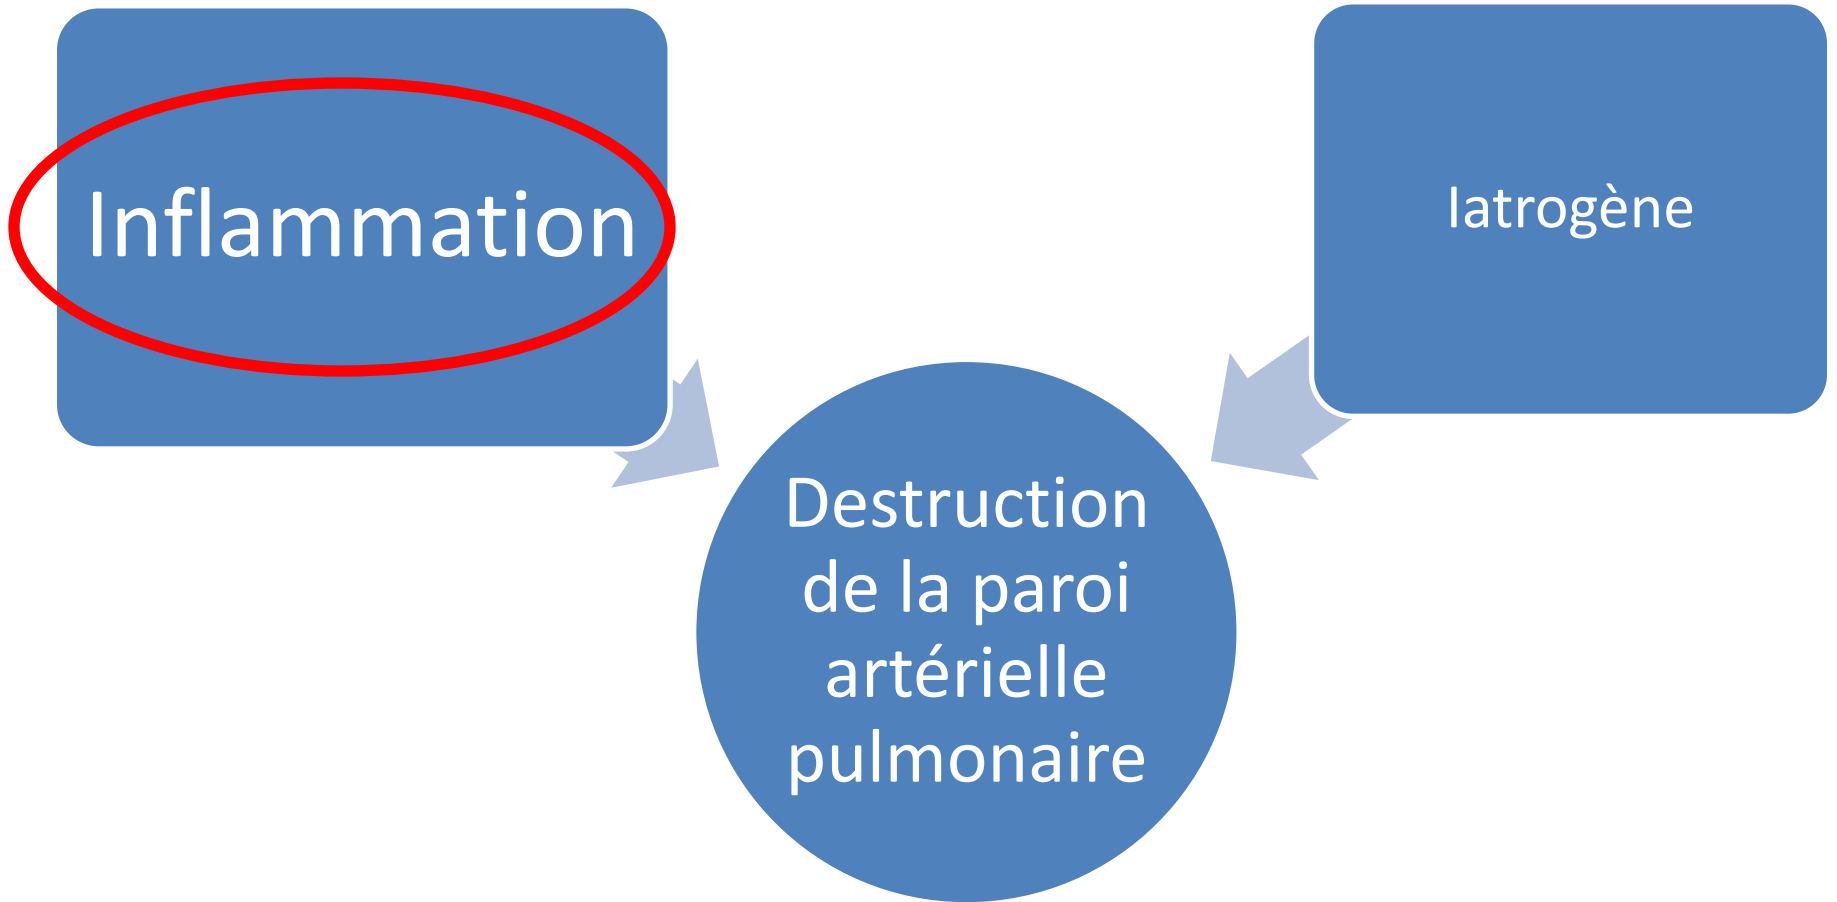 Inflammation
Iatrogène
Destruction
de la paroi
artérielle
pulmonaire